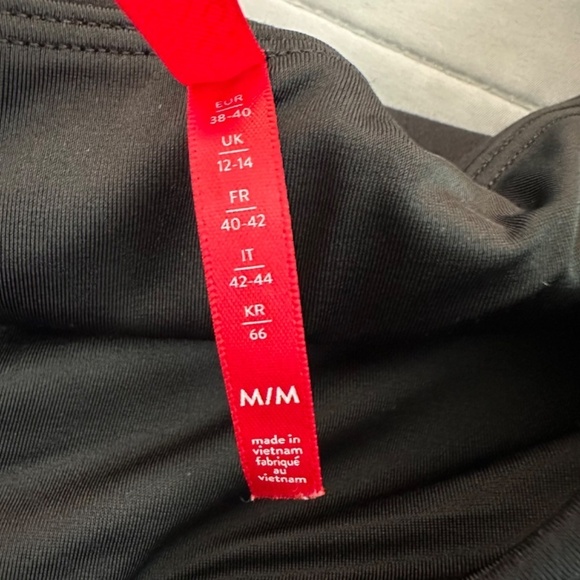 EUR
38-40
UK
12-14
FR
40-42
IT
42-44
KR
66
M/M
made in
vietnam
fabriqué
au
vietnam